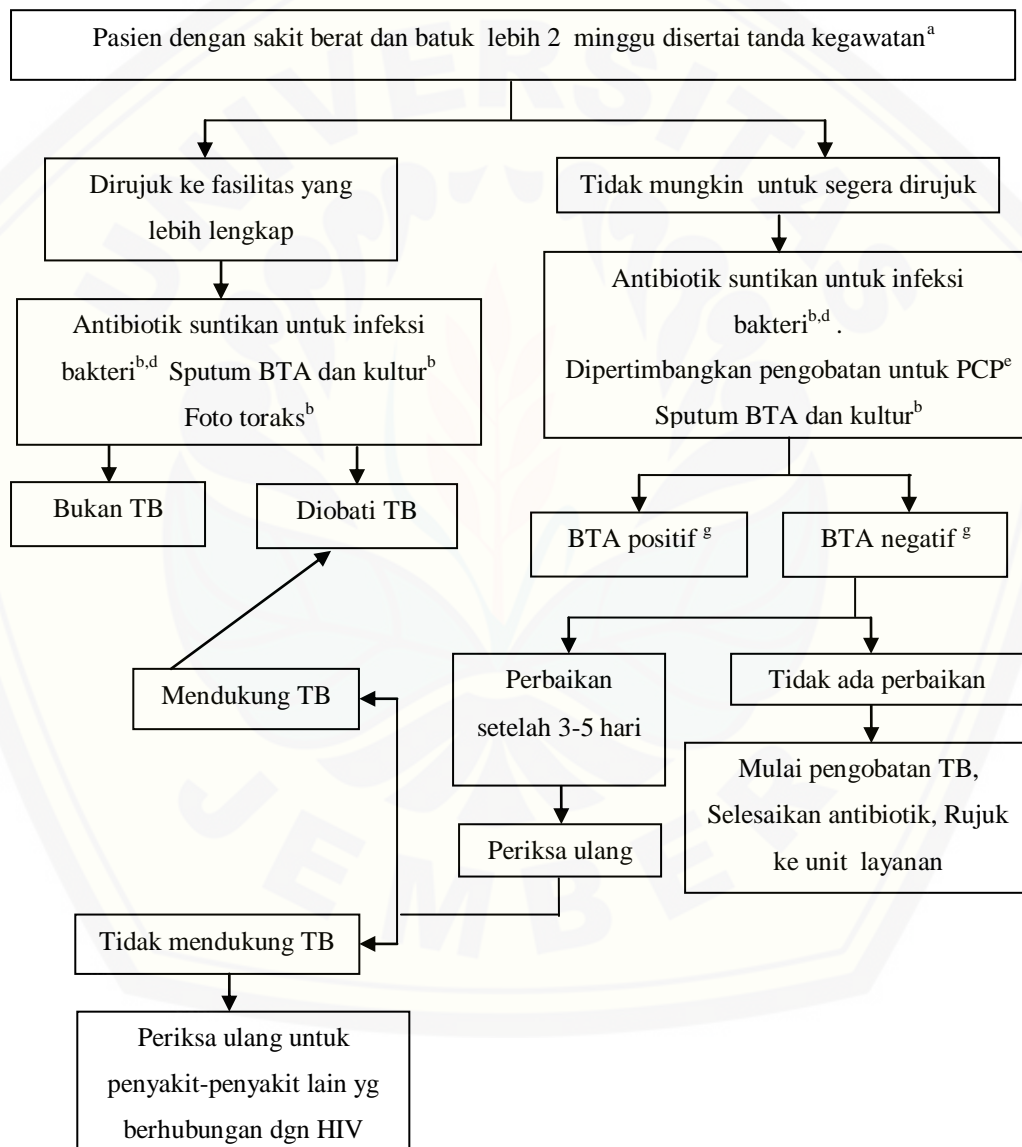 Pasien dengan sakit berat dan batuk lebih 2 minggu disertai tanda kegawatan^a
Dirujuk ke fasilitas yang
lebih lengkap
Tidak mungkin untuk segera dirujuk
Antibiotik suntikan untuk infeksi
bakteri^b,d Sputum BTA dan kultur^b
Foto toraks^b
Antibiotik suntikan untuk infeksi
bakteri^b,d .
Dipertimbangkan pengobatan untuk PCP^e
Sputum BTA dan kultur^b
Bukan TB
Diobati TB
BTA positif ^g
BTA negatif ^g
Mendukung TB
Perbaikan
setelah 3-5 hari
Tidak ada perbaikan
Mulai pengobatan TB,
Selesaikan antibiotik, Rujuk
ke unit layanan
Periksa ulang
Tidak mendukung TB
Periksa ulang untuk
penyakit-penyakit lain yg
berhubungan dgn HIV
UNIVERSITAS
JEMBER